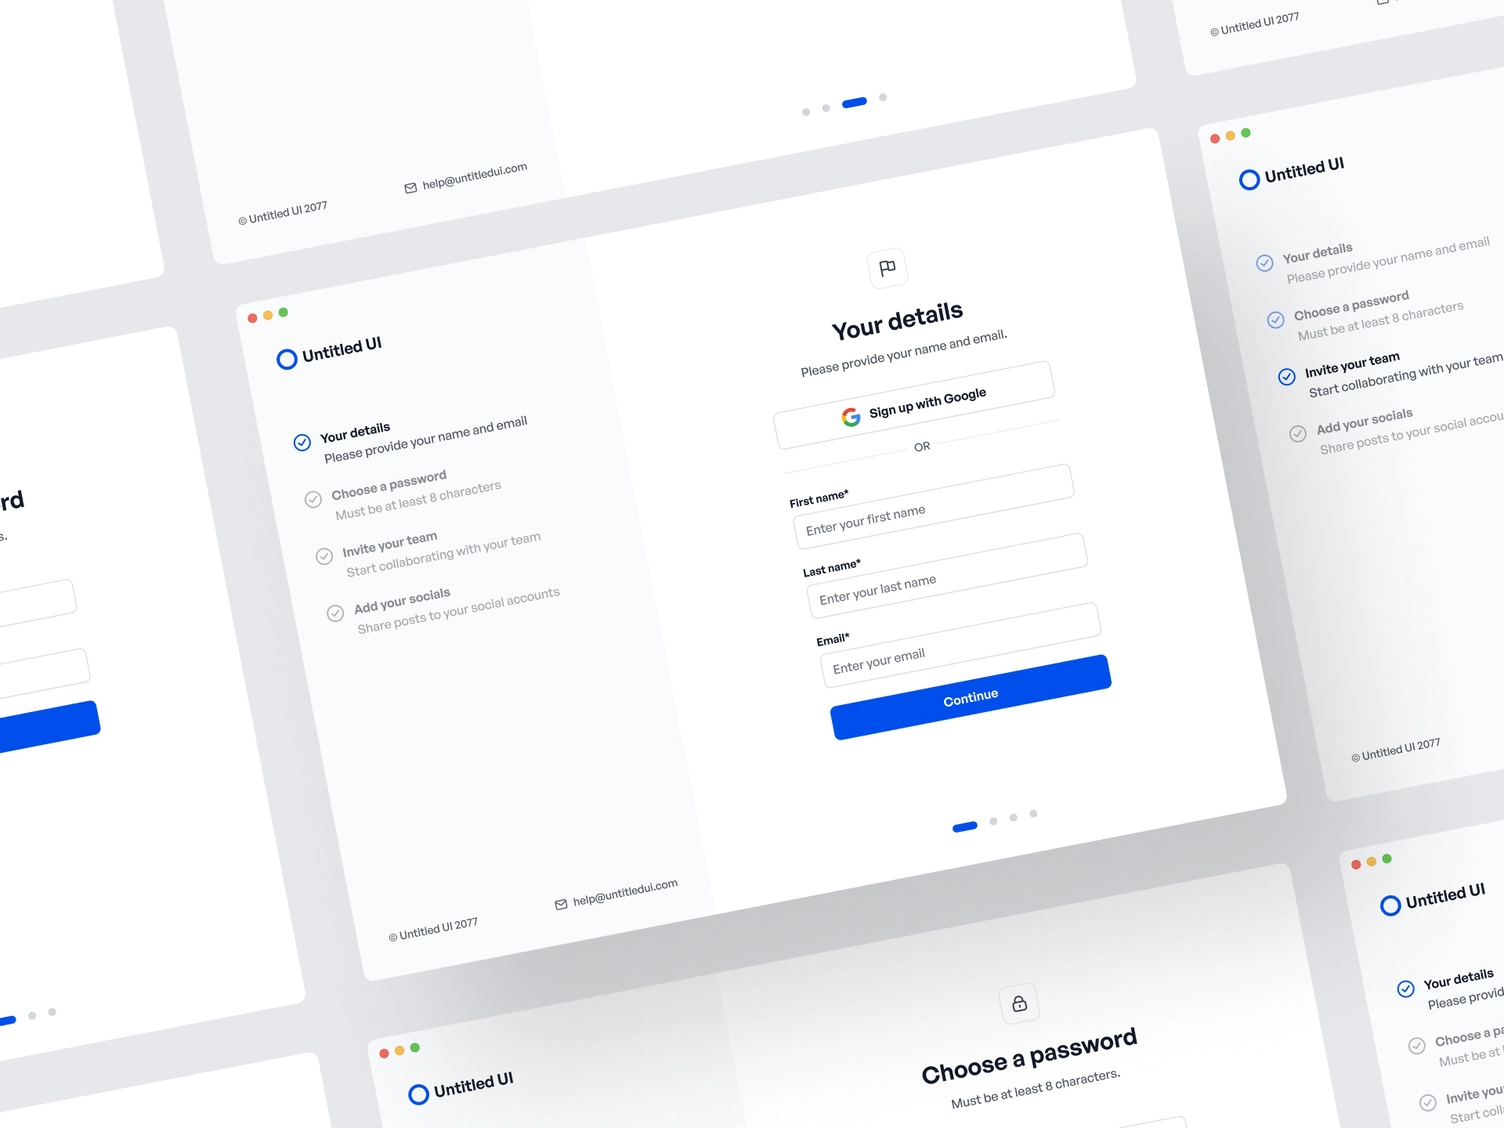 © Untitled UI 2077
help@untitledui.com
© Untitled UI 2077
Untitled UI
Your details
Please provide your name and email
Choose a password
Must be at least 8 characters
Invite your team
Start collaborating with your team
Add your socials
Share posts to your social accounts
© Untitled UI 2077
help@untitledui.com
Your details
Please provide your name and email.
Sign up with Google
OR
First name*
Enter your first name
Last name*
Enter your last name
Email*
Enter your email
Continue
Untitled UI
Your details
Please provide your name and email
Choose a password
Must be at least 8 characters
Invite your team
Start collaborating with your team
Add your socials
Share posts to your social
© Untitled UI 2077
Untitled UI
Choose a password
Must be at least 8 characters.
Untitled UI
Your details
Please
Choose a
Must be at
Invite
Start